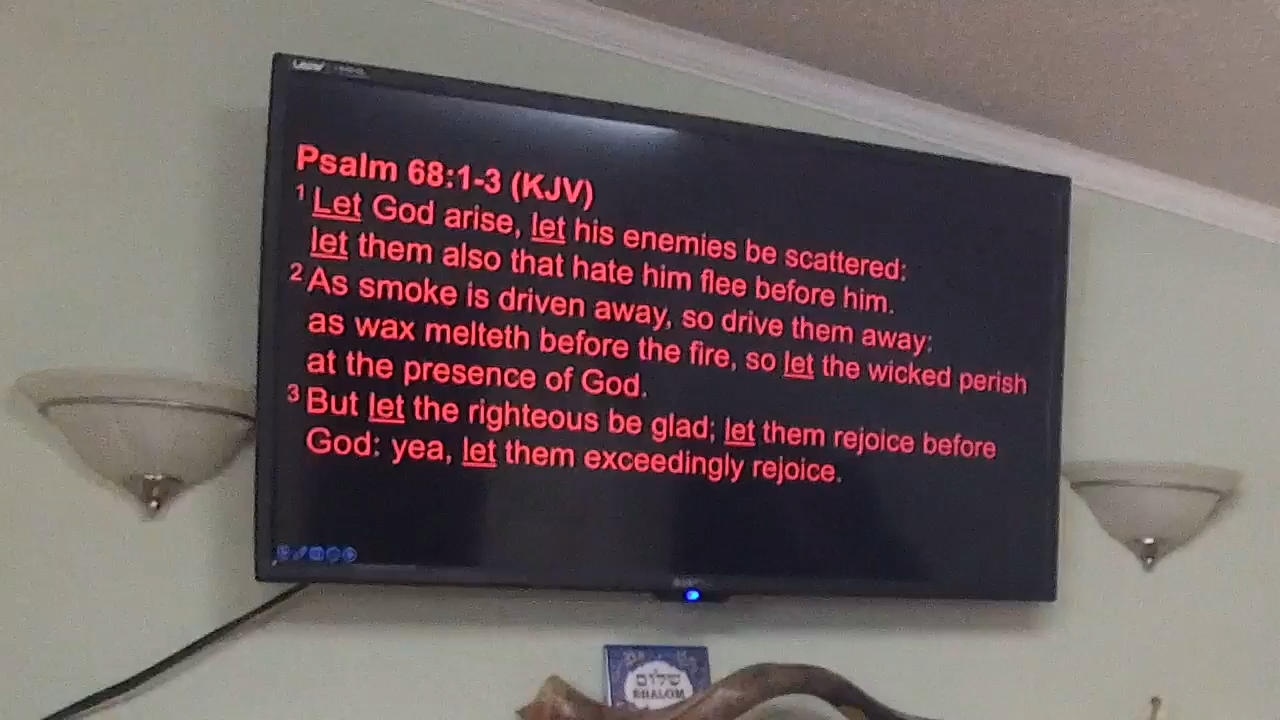 Psalm 68:1-3 (KJV)
1 Let God arise, let his enemies be scattered:
let them also that hate him flee before him.
2 As smoke is driven away, so drive them away:
as wax melteth before the fire, so let the wicked perish
at the presence of God.
3 But let the righteous be glad; let them rejoice before
God: yea, let them exceedingly rejoice.
שלום
SHALOM